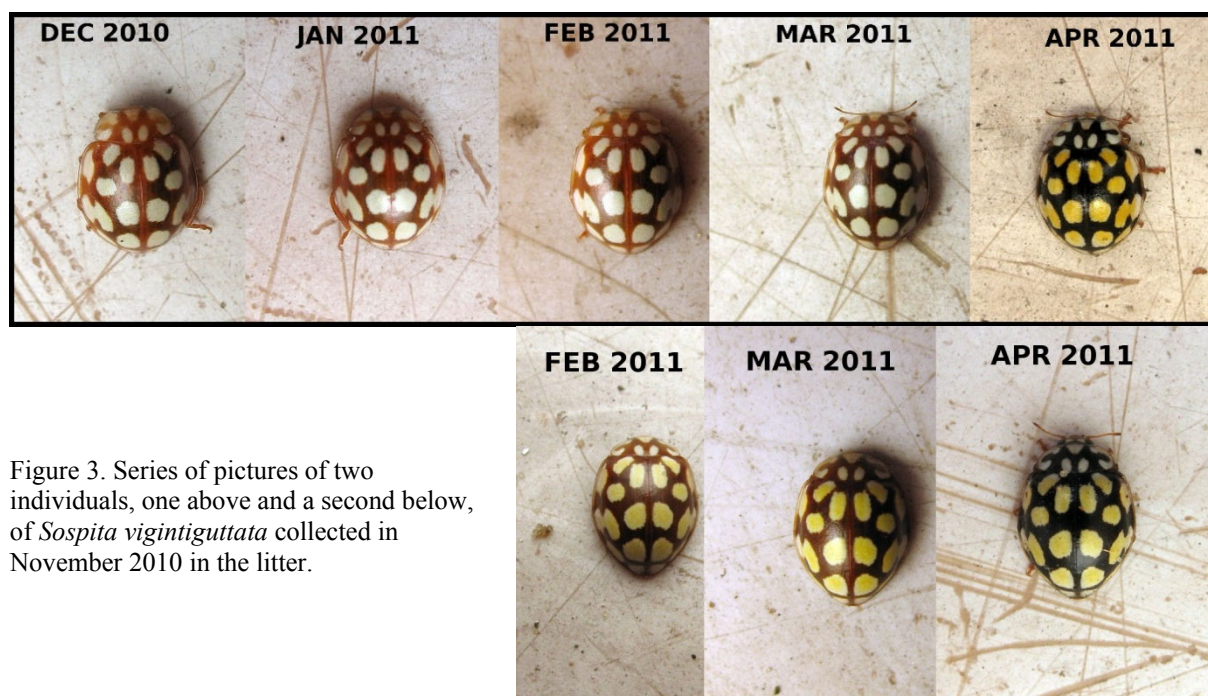 DEC 2010
JAN 2011
FEB 2011
MAR 2011
APR 2011
FEB 2011
MAR 2011
APR 2011
Figure 3. Series of pictures of two
individuals, one above and a second below,
of Sospita vigintiguttata collected in
November 2010 in the litter.